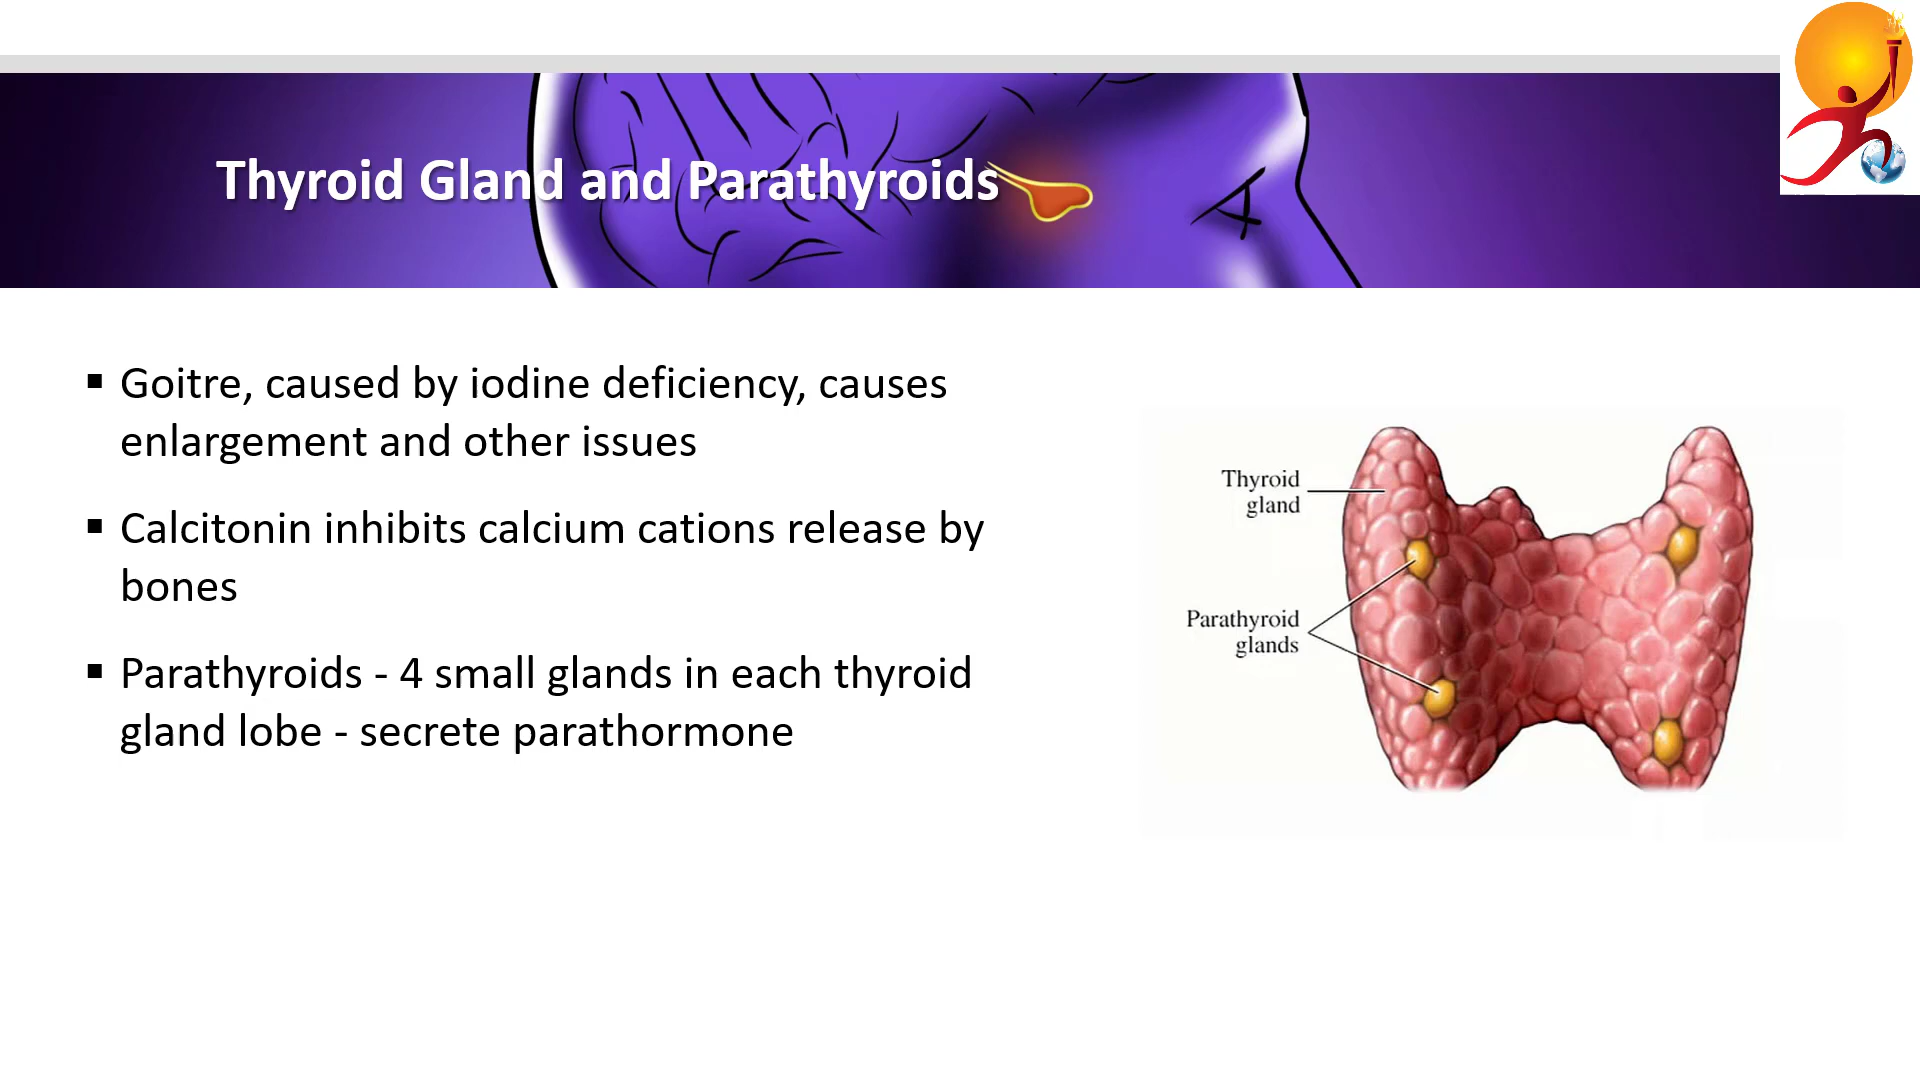 Thyroid Gland and Parathyroids
▪ Goitre, caused by iodine deficiency, causes
enlargement and other issues
▪ Calcitonin inhibits calcium cations release by
bones
▪ Parathyroids - 4 small glands in each thyroid
gland lobe - secrete parathormone
Thyroid
gland
Parathyroid
glands